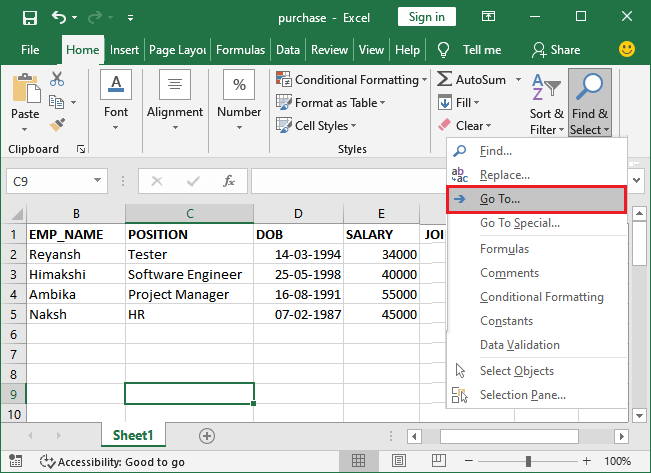 purchase - Excel
Sign in
File Home Insert Page Layou Formulas Data Review View Help Tell me Share
Paste
Clipboard
Font
Alignment
%
Number
Conditional Formatting
Format as Table
Cell Styles
Styles
AutoSum
Fill
Clear
Sort & Filter
Find & Select
Find...
Replace...
Go To...
Go To Special...
Formulas
Comments
Conditional Formatting
Constants
Data Validation
Select Objects
Selection Pane...
C9 fx
B C D E
1 EMP_NAME POSITION DOB SALARY JOI
2 Reyansh Tester 14-03-1994 34000
3 Himakshi Software Engineer 25-05-1998 40000
4 Ambika Project Manager 16-08-1991 55000
5 Naksh HR 07-02-1987 45000
6
7
8
9
10
Sheet1
Accessibility: Good to go 100%